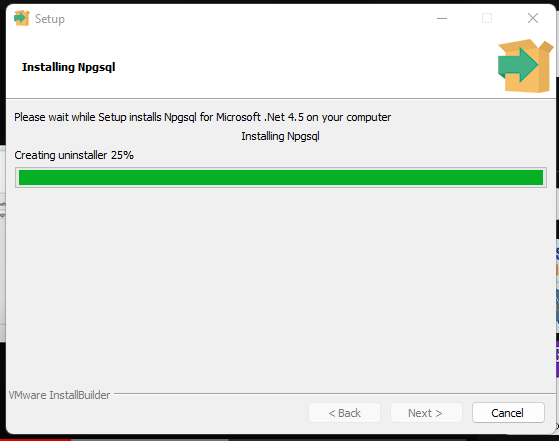 Setup
Installing Npgsql
Please wait while Setup installs Npgsql for Microsoft .Net 4.5 on your computer
Installing Npgsql
Creating uninstaller 25%
VMware InstallBuilder
< Back
Next >
Cancel